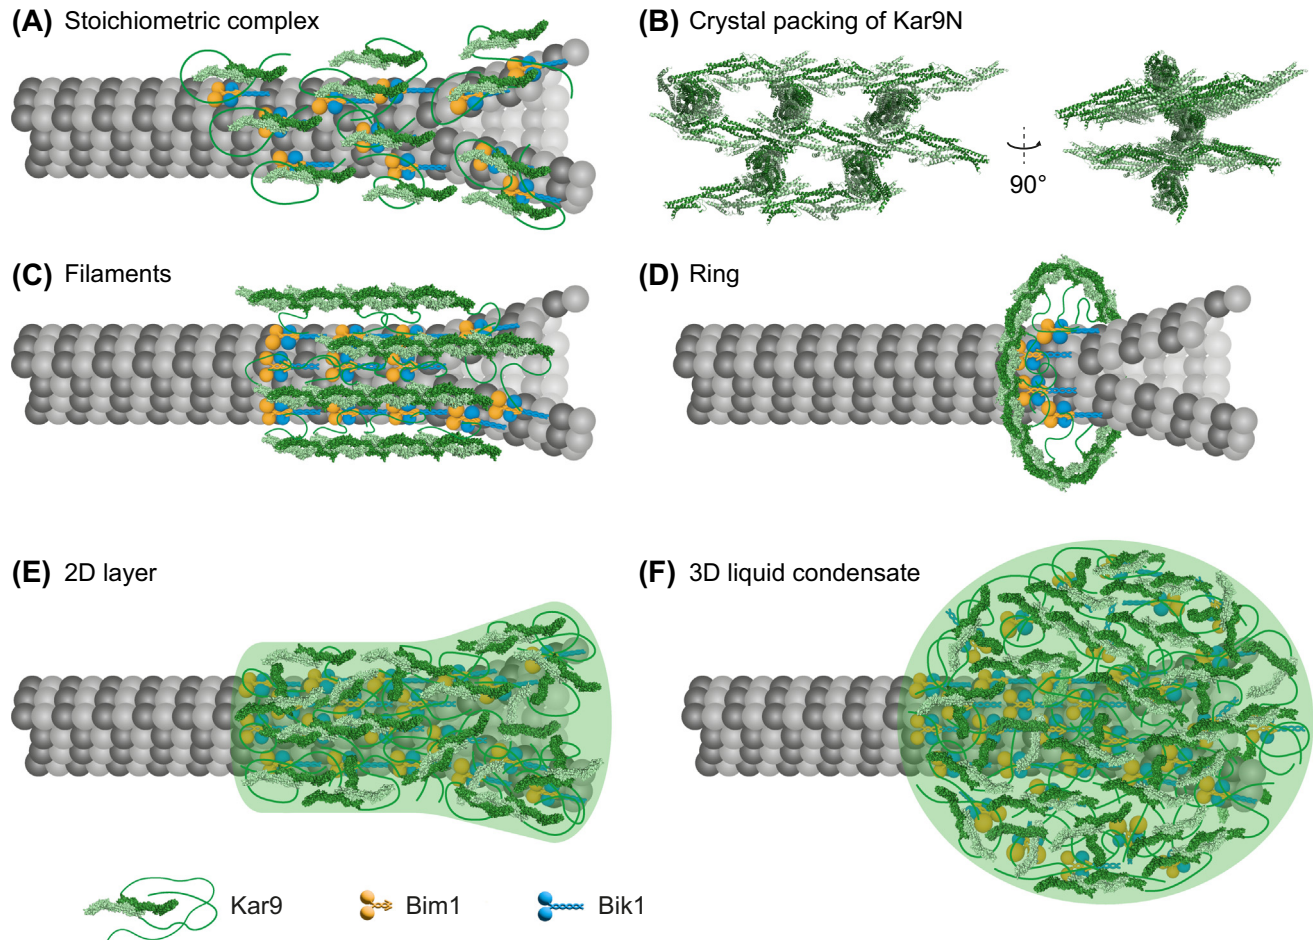 (A) Stoichiometric complex
(B) Crystal packing of Kar9N
90°
(C) Filaments
(D) Ring
(E) 2D layer
(F) 3D liquid condensate
Kar9
Bim1
Bik1